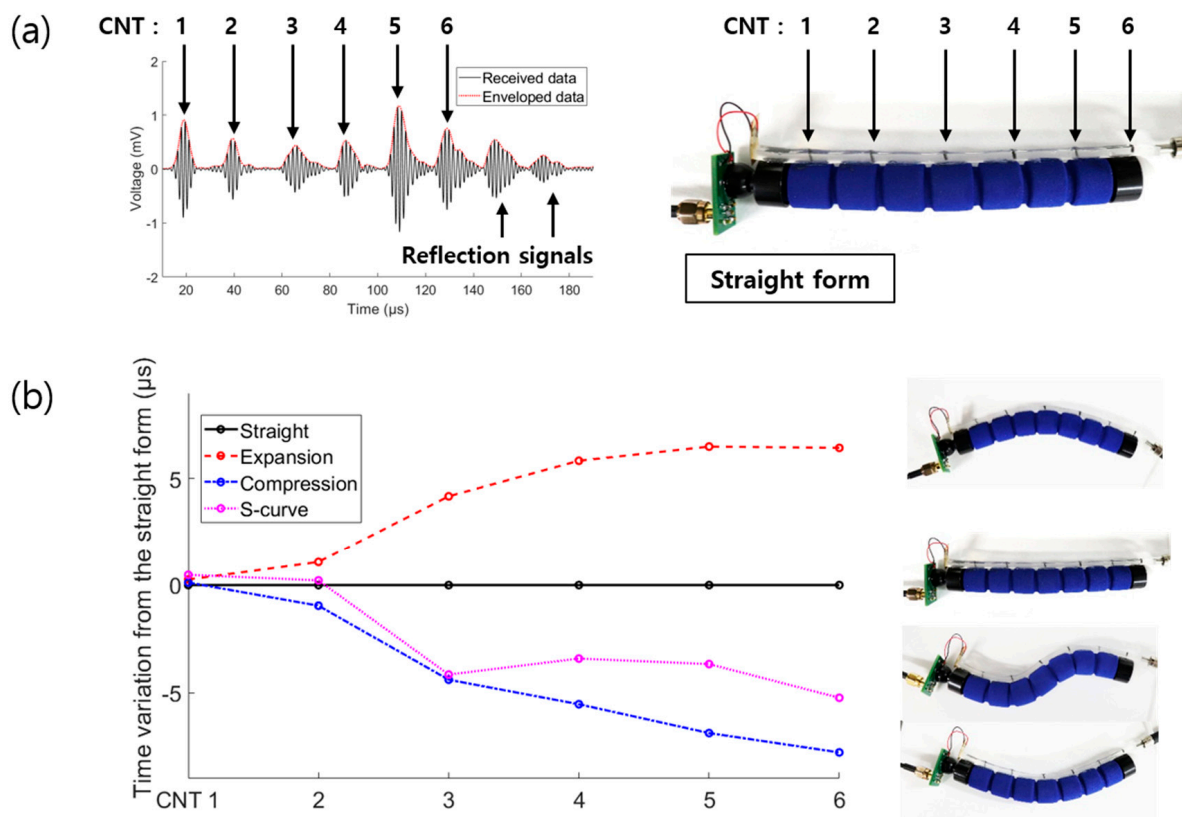 (a)
CNT : 1 2 3 4 5 6
2
1
0
-1
-2
Voltage (mV)
Received data
Enveloped data
Reflection signals
20 40 60 80 100 120 140 160 180
Time (µs)
CNT : 1 2 3 4 5 6
Straight form
(b)
Time variation from the straight form (µs)
5
0
-5
Straight
Expansion
Compression
S-curve
CNT 1 2 3 4 5 6